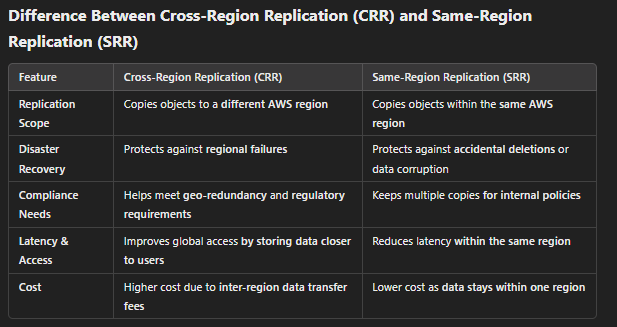 Difference Between Cross-Region Replication (CRR) and Same-Region
Replication (SRR)
Feature
Cross-Region Replication (CRR)
Same-Region Replication (SRR)
Replication
Scope
Copies objects to a different AWS region
Copies objects within the same AWS
region
Disaster
Recovery
Protects against regional failures
Protects against accidental deletions or
data corruption
Compliance
Needs
Helps meet geo-redundancy and regulatory
requirements
Keeps multiple copies for internal policies
Latency &
Access
Improves global access by storing data closer
to users
Reduces latency within the same region
Cost
Higher cost due to inter-region data transfer
fees
Lower cost as data stays within one region